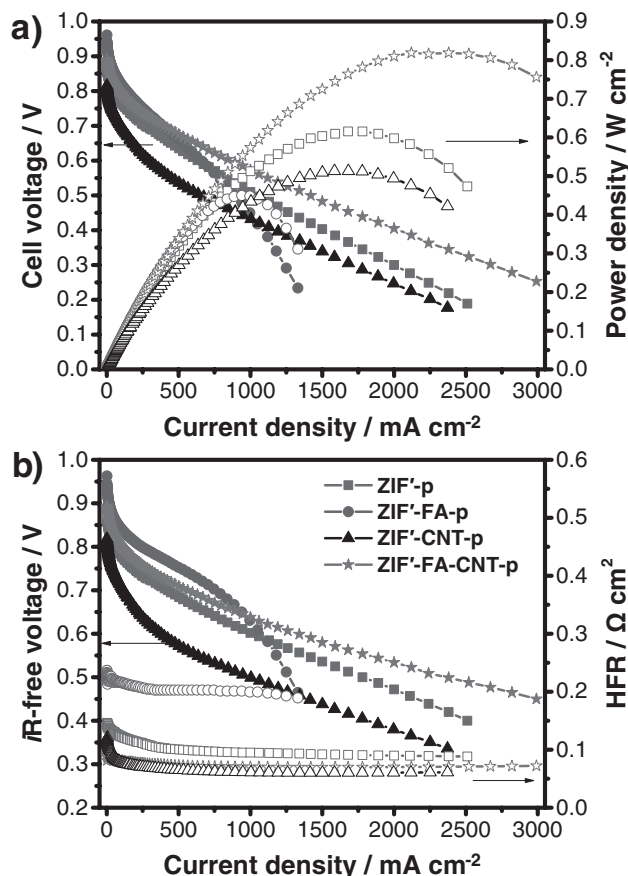 a)
1.0
0.9
0.8
0.7
0.6
0.5
0.4
0.3
0.2
0.1
0.0
Cell voltage / V
0.9
0.8
0.7
0.6
0.5
0.4
0.3
0.2
0.1
0.0
Power density / W cm-2
0 500 1000 1500 2000 2500 3000
Current density / mA cm-2
b)
1.0
0.9
0.8
0.7
0.6
0.5
0.4
0.3
0.2
iR-free voltage / V
ZIF'-p
ZIF'-FA-p
ZIF'-CNT-p
ZIF'-FA-CNT-p
0.6
0.5
0.4
0.3
0.2
0.1
0.0
HFR / Ω cm2
0 500 1000 1500 2000 2500 3000
Current density / mA cm-2